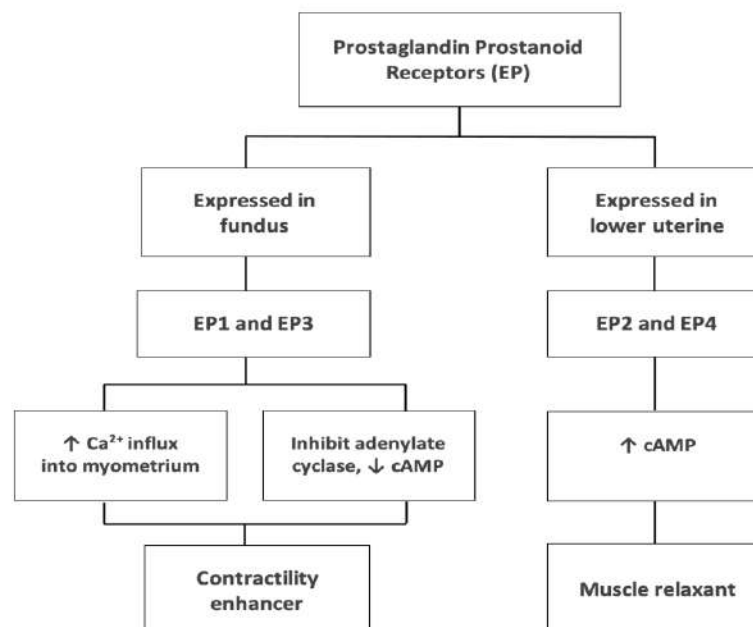 Prostaglandin Prostanoid
Receptors (EP)
Expressed in
fundus
Expressed in
lower uterine
EP1 and EP3
EP2 and EP4
↑ Ca²⁺ influx
into myometrium
Inhibit adenylate
cyclase, ↓ cAMP
↑ cAMP
Contractility
enhancer
Muscle relaxant